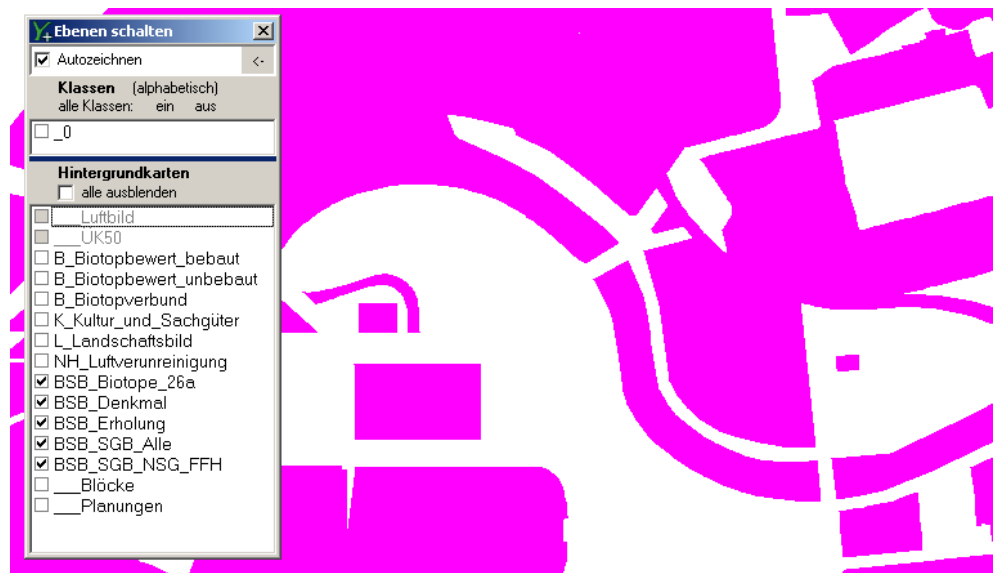 Ebenen schalten
Autozeichnen <-
Klassen (alphabetisch)
alle Klassen: ein aus
_0
Hintergrundkarten
alle ausblenden
___Luftbild
___UK50
B_Biotopbewert_bebaut
B_Biotopbewert_unbebaut
B_Biotopverbund
K_Kultur_und_Sachgüter
L_Landschaftsbild
NH_Luftverunreinigung
BSB_Biotope_26a
BSB_Denkmal
BSB_Erholung
BSB_SGB_Alle
BSB_SGB_NSG_FFH
___Blöcke
___Planungen